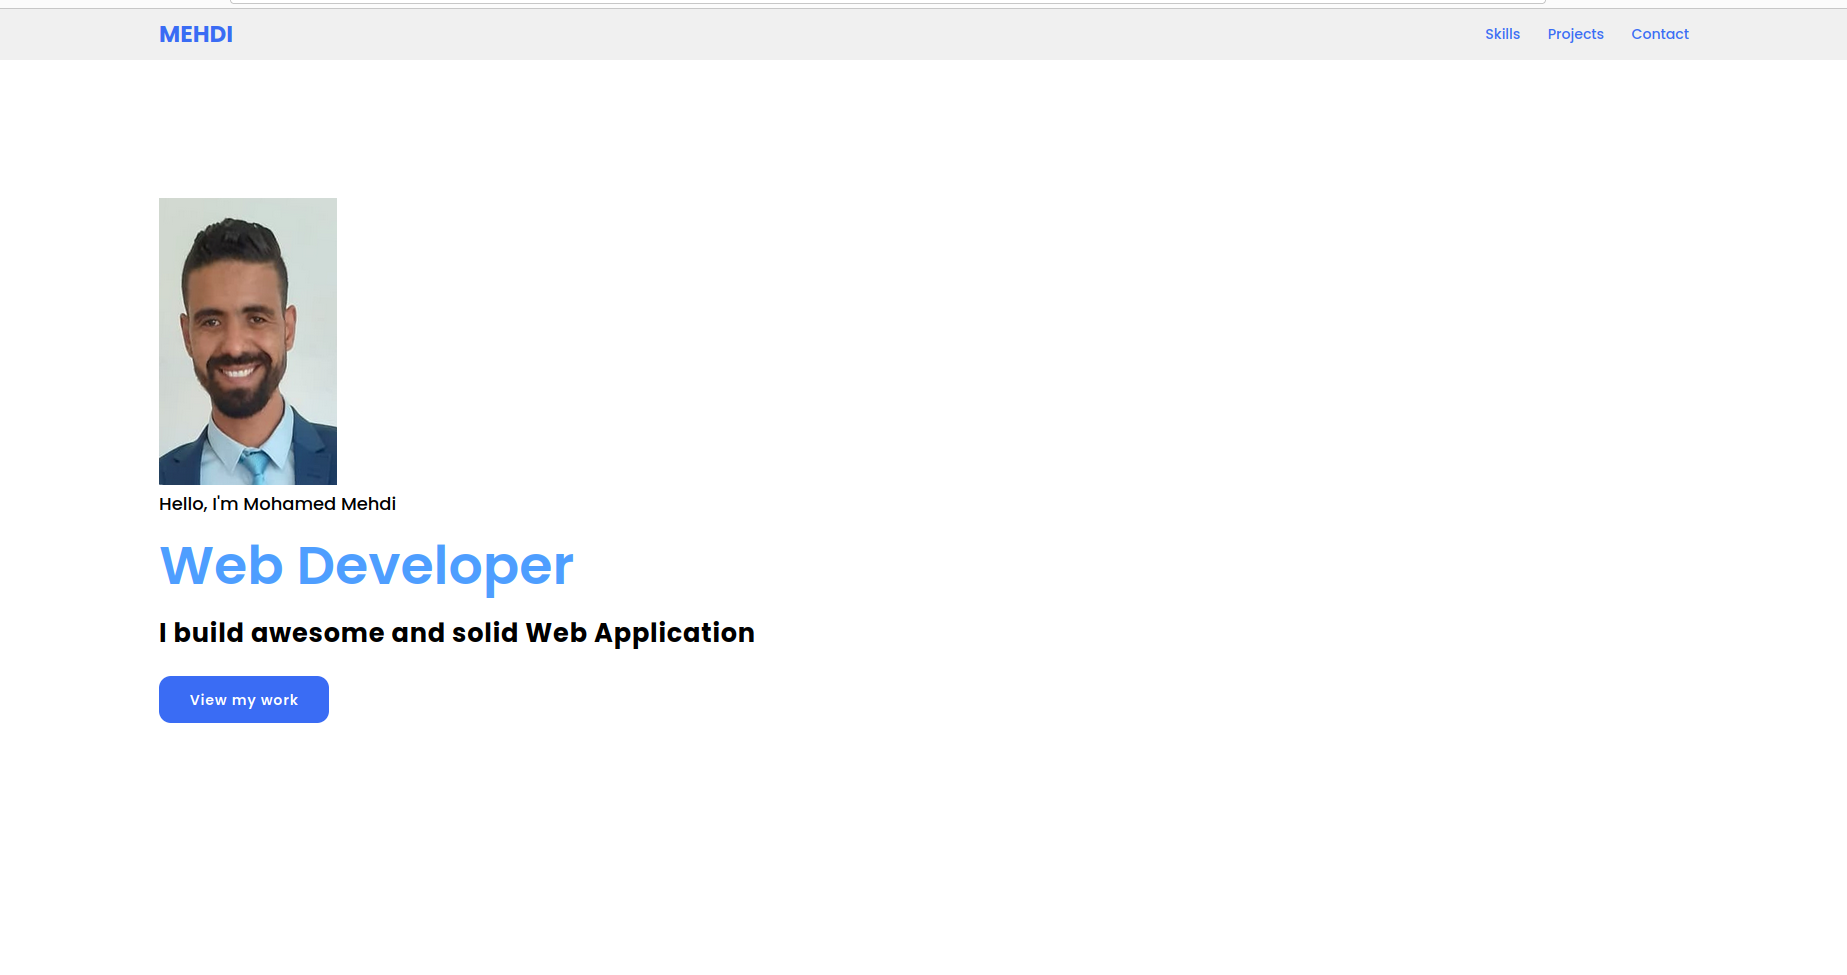 MEHDI
Skills Projects Contact
Hello, I'm Mohamed Mehdi
Web Developer
I build awesome and solid Web Application
View my work